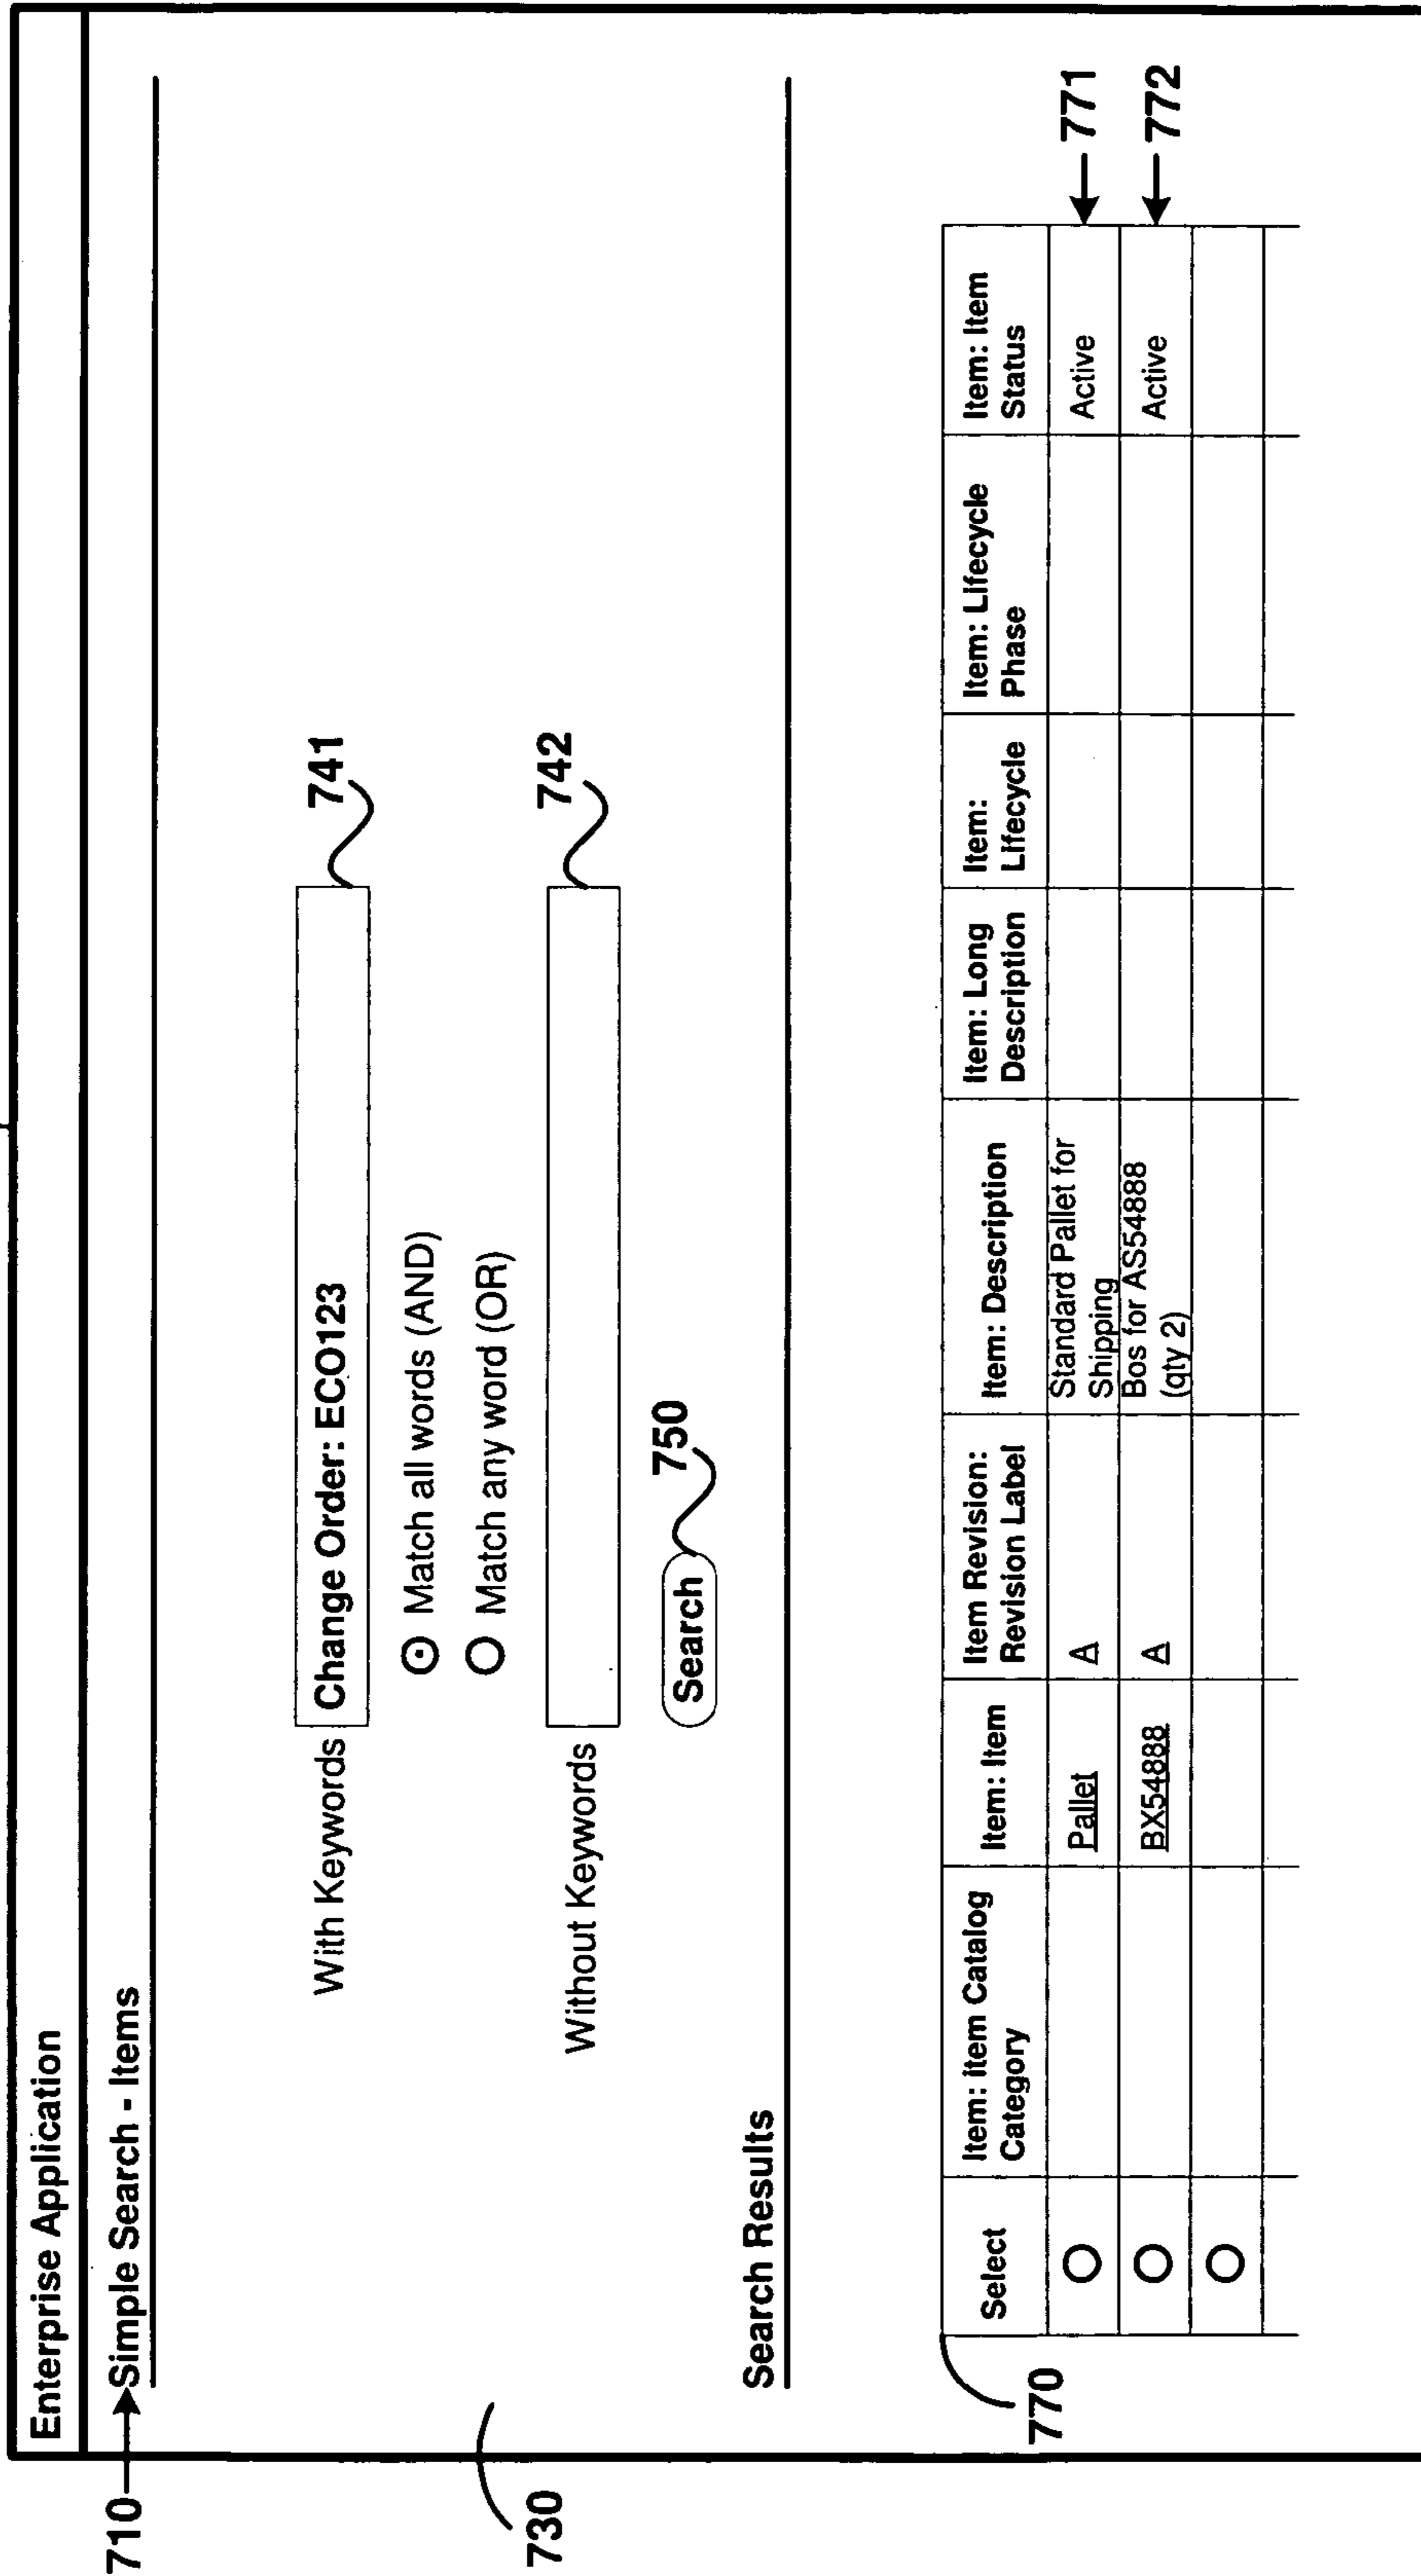 Enterprise Application
710
Simple Search - Items
730
With Keywords
Change Order: ECO123
741
Match all words (AND)
Match any word (OR)
Without Keywords
742
Search
750
Search Results
770
Select
Item: Item Catalog
Category
Item: Item
Item Revision:
Revision Label
Item: Description
Item: Long
Description
Item:
Lifecycle
Item: Lifecycle
Phase
Item: Item
Status
Pallet
A
Standard Pallet for
Shipping
Active
771
BX54888
A
Bos for AS54888
(qty 2)
Active
772